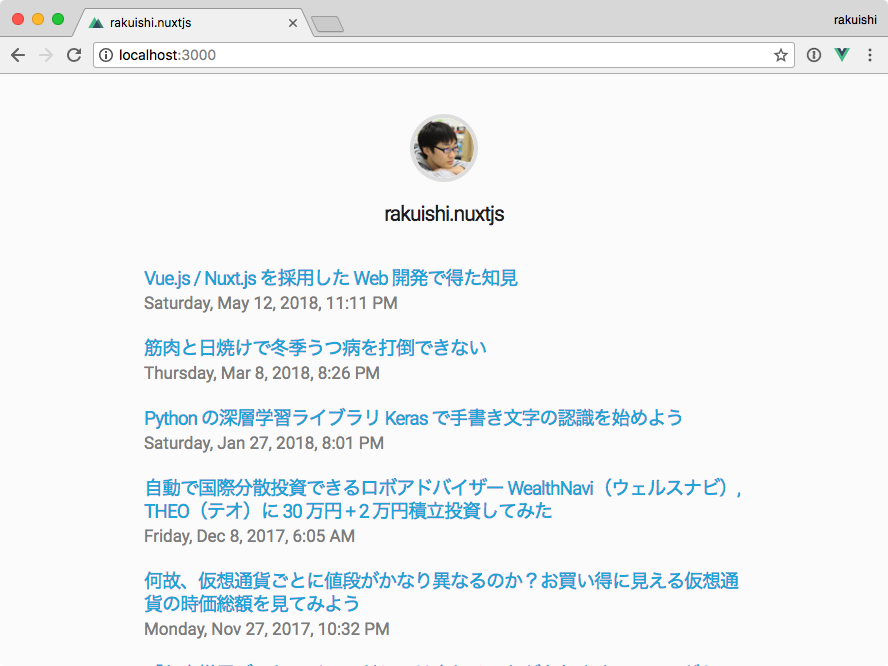 rakuishi.nuxtjs
rakuishi
localhost:3000
rakuishi.nuxtjs
Vue.js / Nuxt.js を採用した Web 開発で得た知見
Saturday, May 12, 2018, 11:11 PM
筋肉と日焼けで冬季うつ病を打倒できない
Thursday, Mar 8, 2018, 8:26 PM
Python の深層学習ライブラリ Keras で手書き文字の認識を始めよう
Saturday, Jan 27, 2018, 8:01 PM
自動で国際分散投資できるロボアドバイザー WealthNavi（ウェルスナビ）,
THEO（テオ）に 30 万円 + 2 万円積立投資してみた
Friday, Dec 8, 2017, 6:05 AM
何故、仮想通貨ごとに値段がかなり異なるのか？お買い得に見える仮想通
貨の時価総額を見てみよう
Monday, Nov 27, 2017, 10:32 PM